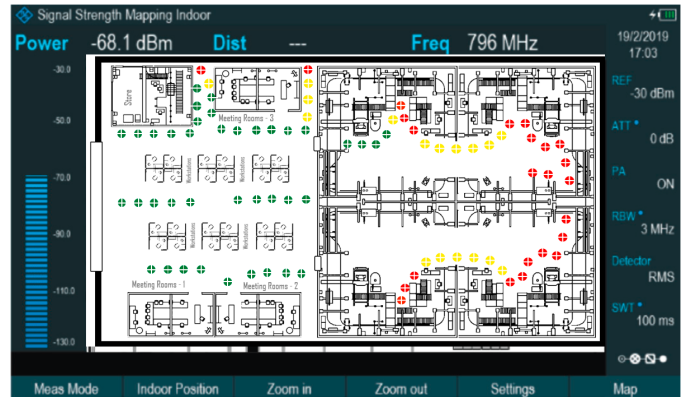 Signal Strength Mapping Indoor
Power -68.1 dBm Dist --- Freq 796 MHz
19/2/2019
17:03
-30.0
-50.0
-70.0
-90.0
-110.0
-130.0
Store
Meeting Rooms - 3
Workstations
Workstations
Workstations
Workstations
Meeting Rooms - 1
Meeting Rooms - 2
REF
-30 dBm
ATT
0 dB
PA
ON
RBW
3 MHz
Detector
RMS
SWT
100 ms
Meas Mode Indoor Position Zoom in Zoom out Settings Map